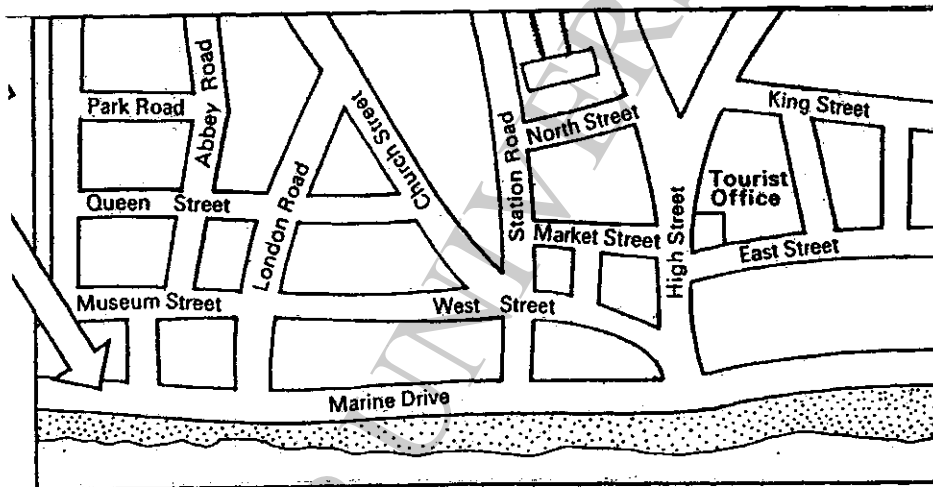 Park Road
Abbey Road
Church Street
King Street
North Street
Station Road
Tourist
Office
Queen Street
London Road
Market Street
High Street
East Street
Museum Street
West Street
Marine Drive